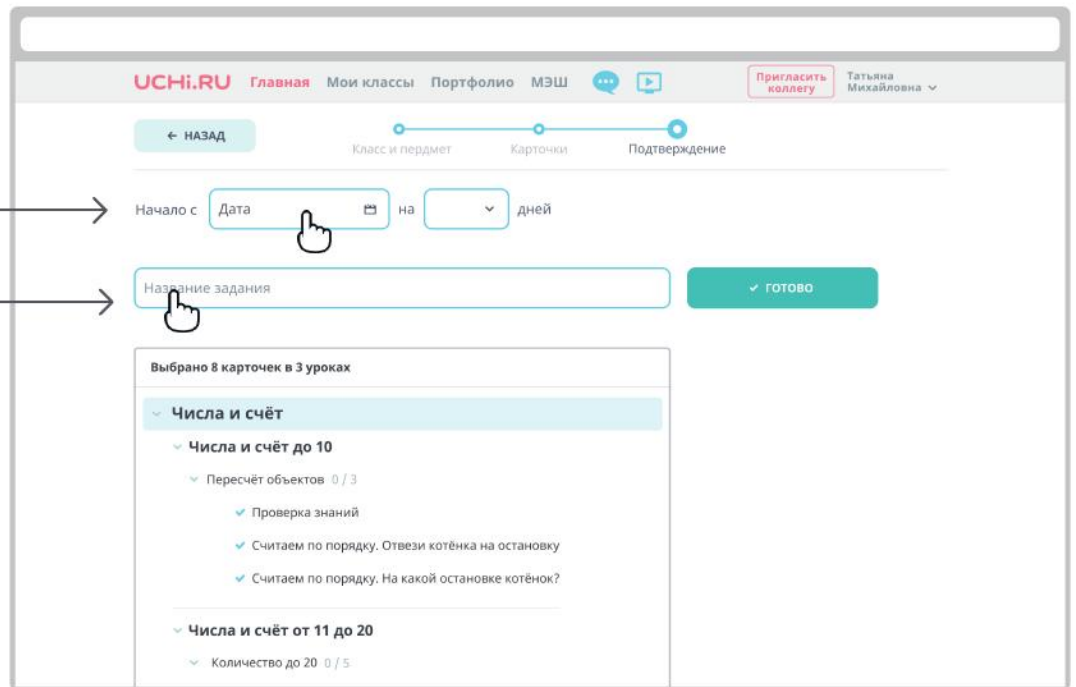 UCHi.RU Главная Мои классы Портфолио МЭШ Пригласить коллегу Татьяна Михайловна
← НАЗАД
Класс и пердмет Карточки Подтверждение
Начало с Дата на дней
Название задания
✓ ГОТОВО
Выбрано 8 карточек в 3 уроках
Числа и счёт
Числа и счёт до 10
Пересчёт объектов 0 / 3
✓ Проверка знаний
✓ Считаем по порядку. Отвези котёнка на остановку
✓ Считаем по порядку. На какой остановке котёнок?
Числа и счёт от 11 до 20
Количество до 20 0 / 5